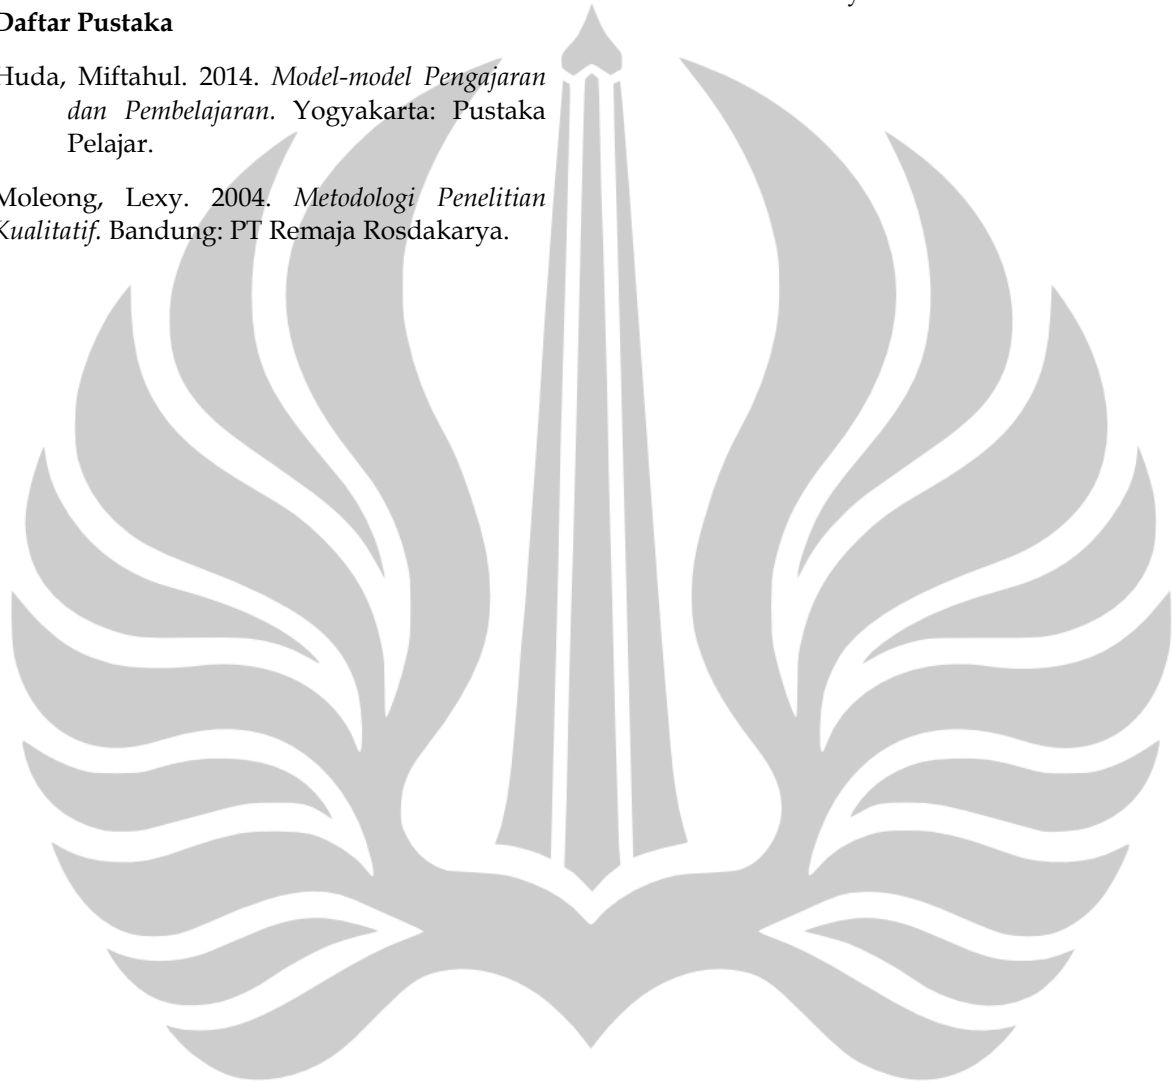 Daftar Pustaka
Huda, Miftahul. 2014. Model-model Pengajaran
dan Pembelajaran. Yogyakarta: Pustaka
Pelajar.
Moleong, Lexy. 2004. Metodologi Penelitian
Kualitatif. Bandung: PT Remaja Rosdakarya.